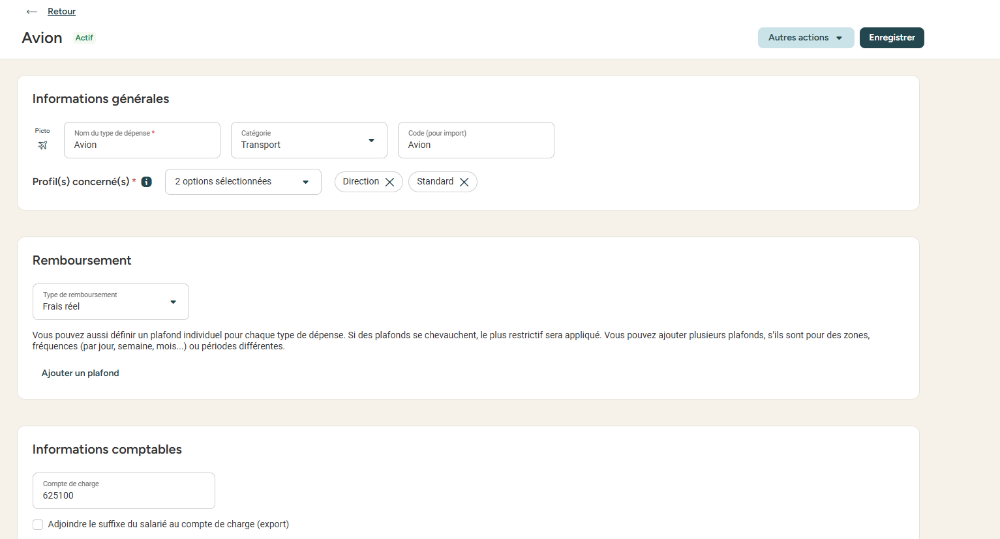 Retour
Avion Actif
Autres actions Enregistrer
Informations générales
Picto
Nom du type de dépense *
Avion
Catégorie
Transport
Code (pour import)
Avion
Profil(s) concerné(s) * i 2 options sélectionnées Direction Standard
Remboursement
Type de remboursement
Frais réel
Vous pouvez aussi définir un plafond individuel pour chaque type de dépense. Si des plafonds se chevauchent, le plus restrictif sera appliqué. Vous pouvez ajouter plusieurs plafonds, s’ils sont pour des zones,
fréquences (par jour, semaine, mois...) ou périodes différentes.
Ajouter un plafond
Informations comptables
Compte de charge
625100
Adjoindre le suffixe du salarié au compte de charge (export)